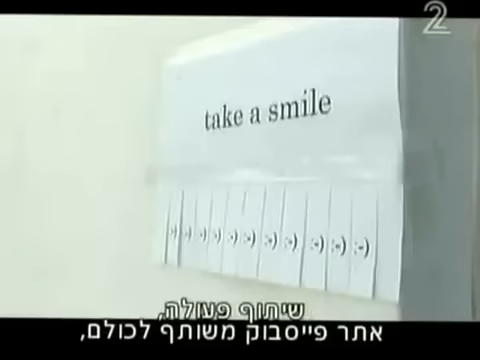 2
take a smile
:-) :-) :-) :-) :-) :-) :-) :-) :-) :-)
שיתוף פעולה,
אתר פייסבוק משותף לכולם,